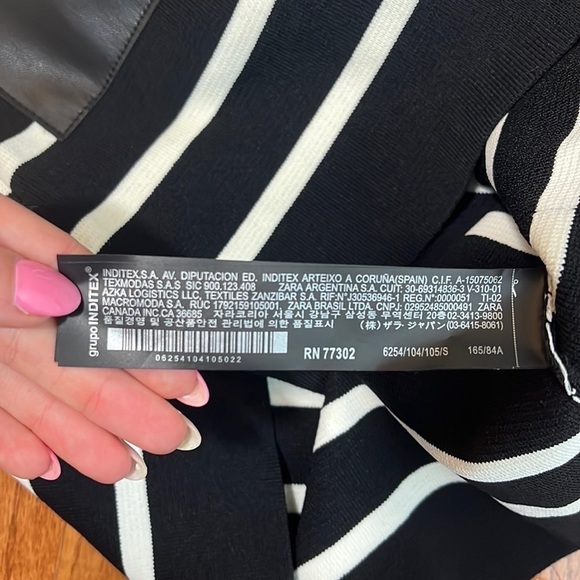 grupo INDITEX®
INDITEX.S.A. AV. DIPUTACION ED. INDITEX ARTEIXO A CORUÑA(SPAIN) C.I.F. A-15075062
TEXMODAS S.A.S SIC 900.123.408 ZARA ARGENTINA S.A. CUIT: 30-69314836-3 V-310-01
AZKA LOGISTICS LLC, TEXTILES ZANZIBAR S.A. RIF:N°J30536946-1 REG.N°0000051 TI-02
MACROMODA S.A. RUC 1792159105001 ZARA BRASIL LTDA, CNPJ: 02952485000491 ZARA
CANADA INC.CA 36685 자라코리아 서울시 강남구 삼성동 무역센터 20층 02-3413-9800
품질경영 및 공산품안전 관리법에 의한 품질표시 (株) ザラ・ジャパン(03-6415-8061)
06254104105022
RN 77302
6254/104/105/S
165/84A